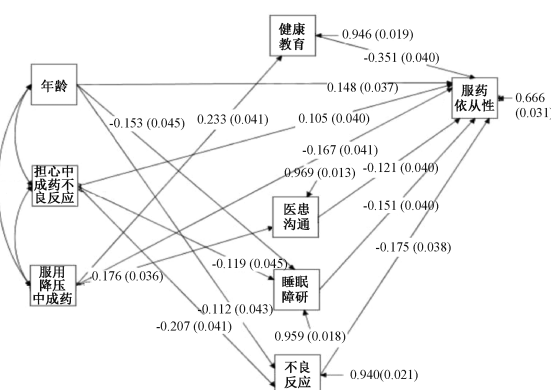 健康
教育
0.946 (0.019)
-0.351 (0.040)
年龄
0.148 (0.037)
服药
依从性
0.666
(0.031)
-0.153 (0.045)
0.233 (0.041)
0.105 (0.040)
-0.167 (0.041)
0.969 (0.013)
-0.121 (0.040)
担心中
成药不
良反应
医患
沟通
-0.151 (0.040)
-0.175 (0.038)
服用
降压
中成药
0.176 (0.036)
-0.119 (0.045)
睡眠
障研
-0.112 (0.043)
-0.207 (0.041)
0.959 (0.018)
不良
反应
0.940(0.021)